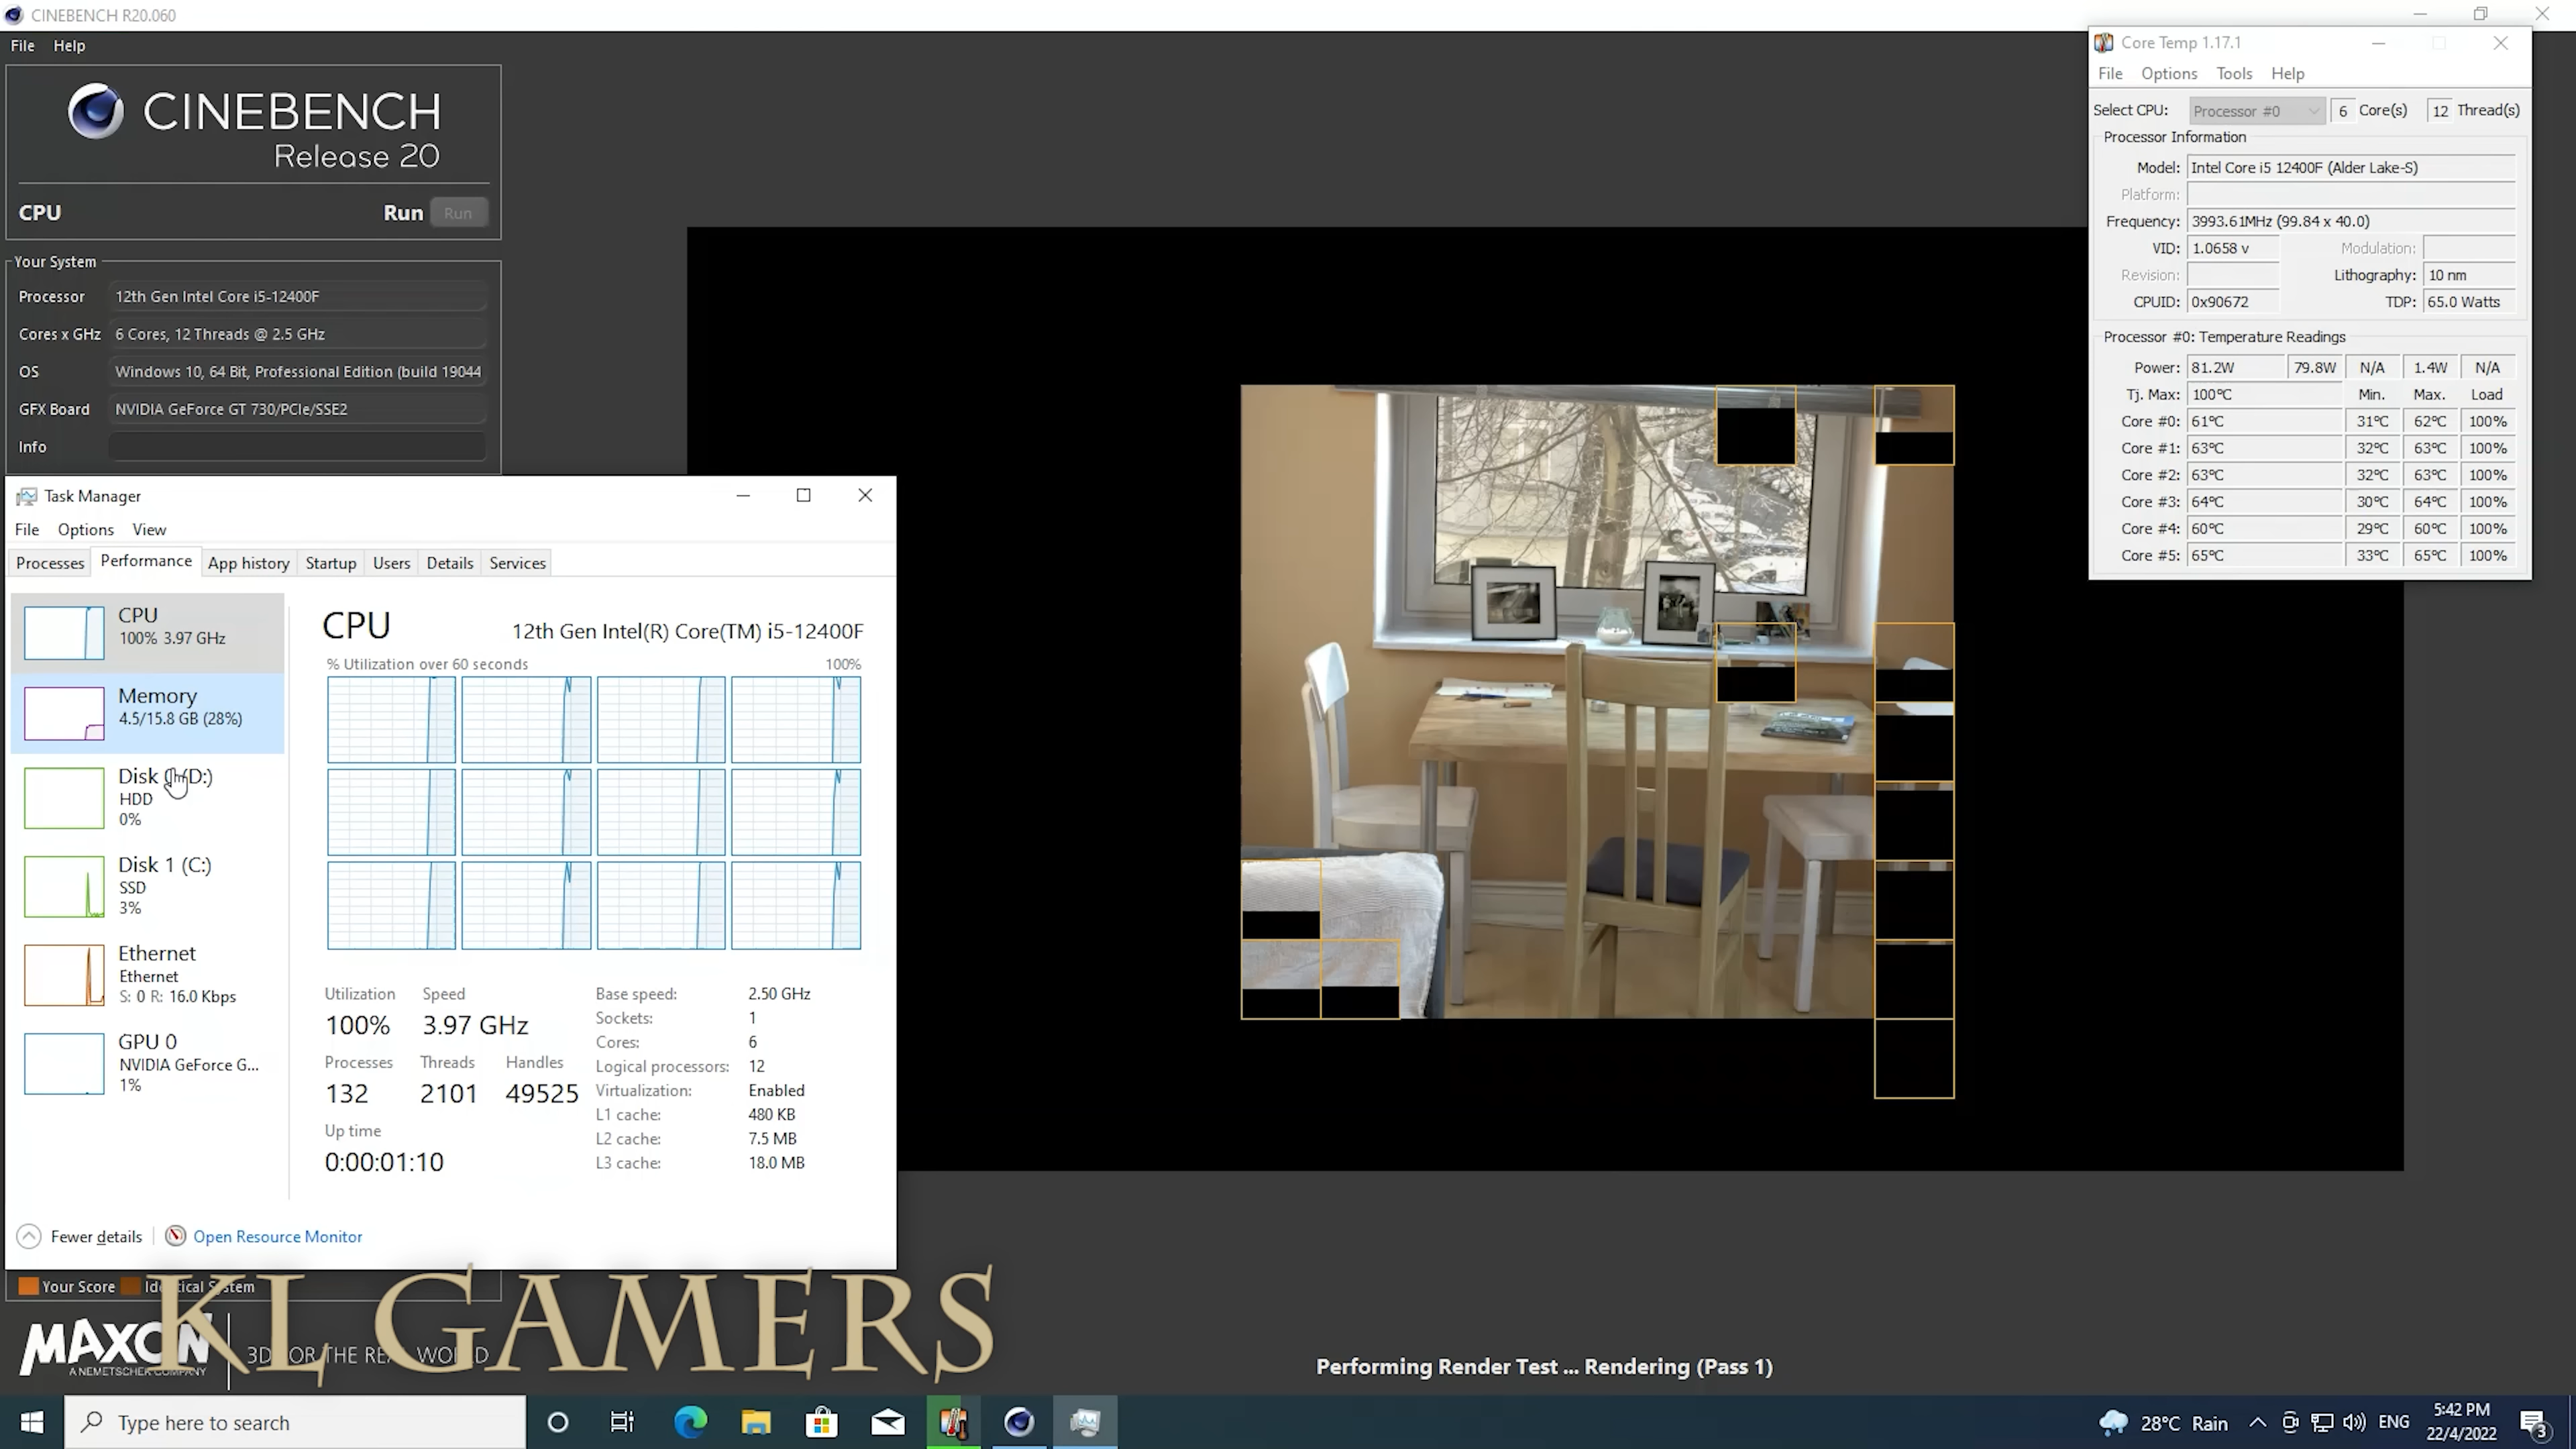 CINEBENCH R20.060
File Help
CINEBENCH
Release 20
CPU Run Run
Your System
Processor 12th Gen Intel Core i5-12400F
Cores x GHz 6 Cores, 12 Threads @ 2.5 GHz
OS Windows 10, 64 Bit, Professional Edition (build 19044
GFX Board NVIDIA GeForce GT 730/PCIe/SSE2
Info
Core Temp 1.17.1
File Options Tools Help
Select CPU: Processor #0 6 Core(s) 12 Thread(s)
Processor Information
Model: Intel Core i5 12400F (Alder Lake-S)
Platform:
Frequency: 3993.61MHz (99.84 x 40.0)
VID: 1.0658 v Modulation:
Revision: Lithography: 10 nm
CPUID: 0x90672 TDP: 65.0 Watts
Processor #0: Temperature Readings
Power: 81.2W 79.8W N/A 1.4W N/A
Tj. Max: 100°C Min. Max. Load
Core #0: 61°C 31°C 62°C 100%
Core #1: 63°C 32°C 63°C 100%
Core #2: 63°C 32°C 63°C 100%
Core #3: 64°C 30°C 64°C 100%
Core #4: 60°C 29°C 60°C 100%
Core #5: 65°C 33°C 65°C 100%
Task Manager
File Options View
Processes Performance App history Startup Users Details Services
CPU
100% 3.97 GHz
Memory
4.5/15.8 GB (28%)
Disk D:)
HDD
0%
Disk 1 (C:)
SSD
3%
Ethernet
Ethernet
S: 0 R: 16.0 Kbps
GPU 0
NVIDIA GeForce G...
1%
CPU 12th Gen Intel(R) Core(TM) i5-12400F
% Utilization over 60 seconds 100%
Utilization Speed
100% 3.97 GHz
Processes Threads Handles
132 2101 49525
Up time
0:00:01:10
Base speed: 2.50 GHz
Sockets: 1
Cores: 6
Logical processors: 12
Virtualization: Enabled
L1 cache: 480 KB
L2 cache: 7.5 MB
L3 cache: 18.0 MB
Fewer details Open Resource Monitor
Your Score Identical System
KL GAMERS
MAXON
A NEMETSCHEK COMPANY
3D FOR THE REAL WORLD
Performing Render Test ... Rendering (Pass 1)
Type here to search
28°C Rain
ENG
5:42 PM
22/4/2022
3